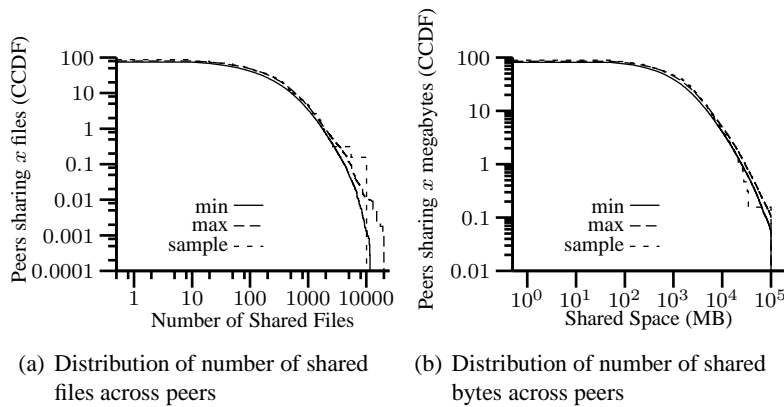 Peers sharing x files (CCDF)
100
10
1
0.1
0.01
0.001
0.0001
min
max
sample
1 10 100 1000 10000
Number of Shared Files
(a) Distribution of number of shared
files across peers
Peers sharing x megabytes (CCDF)
100
10
1
0.1
0.01
min
max
sample
10^0 10^1 10^2 10^3 10^4 10^5
Shared Space (MB)
(b) Distribution of number of shared
bytes across peers